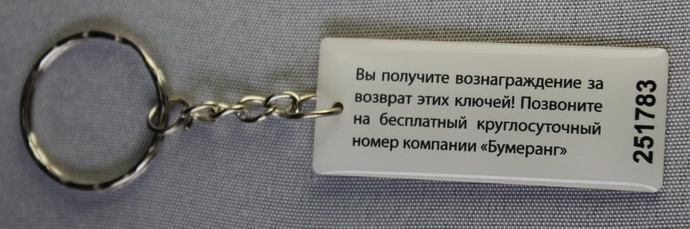 Вы получите вознаграждение за
возврат этих ключей! Позвоните
на бесплатный круглосуточный
номер компании «Бумеранг»
251783